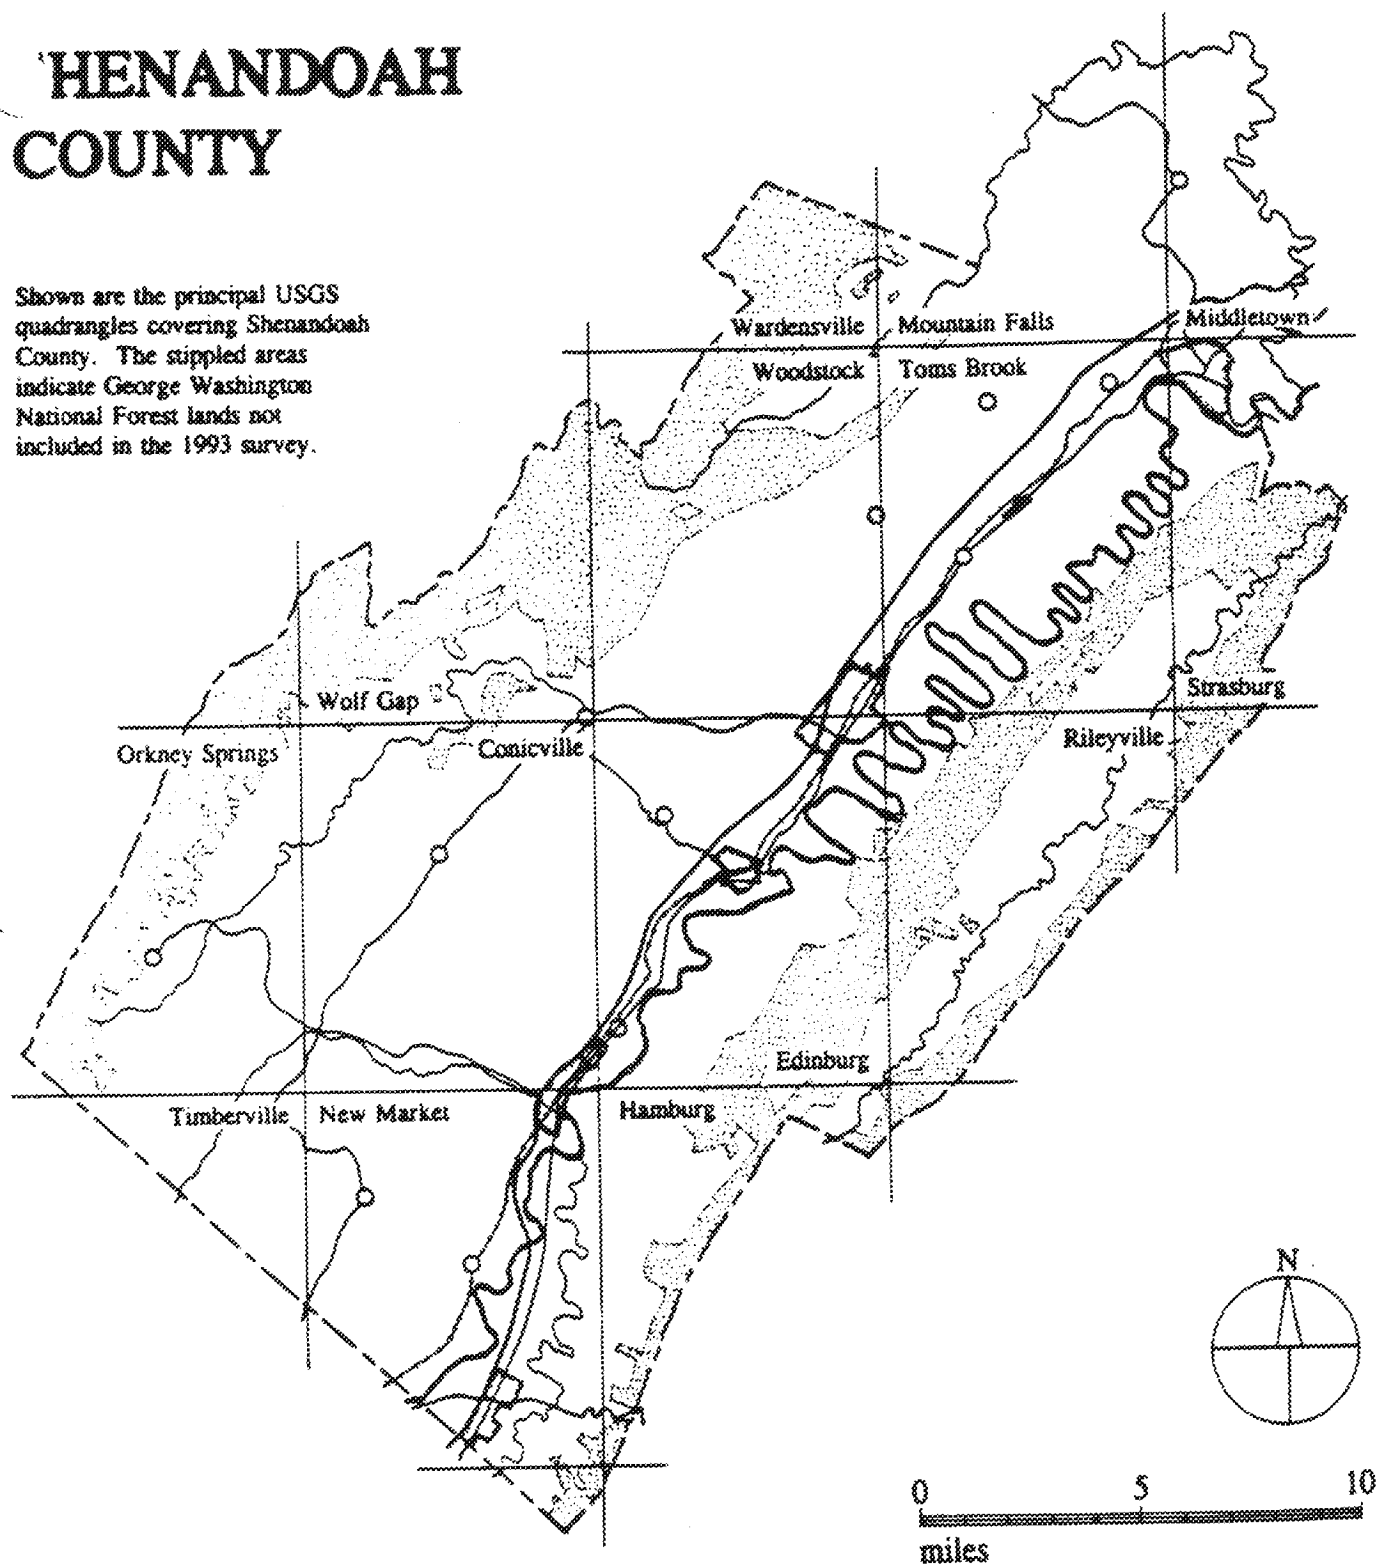 'HENANDOAH
COUNTY
Shown are the principal USGS
quadrangles covering Shenandoah
County. The stippled areas
indicate George Washington
National Forest lands not
included in the 1993 survey.
Wardensville
Mountain Falls
Middletown
Woodstock
Toms Brook
Wolf Gap
Strasburg
Orkney Springs
Conicville
Rileyville
Edinburg
Timberville
New Market
Hamburg
N
0 5 10
miles